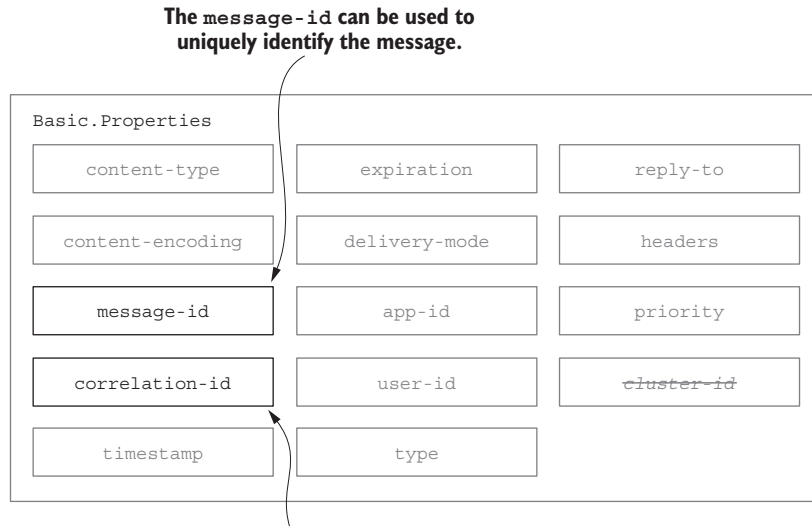 The message-id can be used to
uniquely identify the message.
Basic.Properties
content-type expiration reply-to
content-encoding delivery-mode headers
message-id app-id priority
correlation-id user-id cluster-id
timestamp type